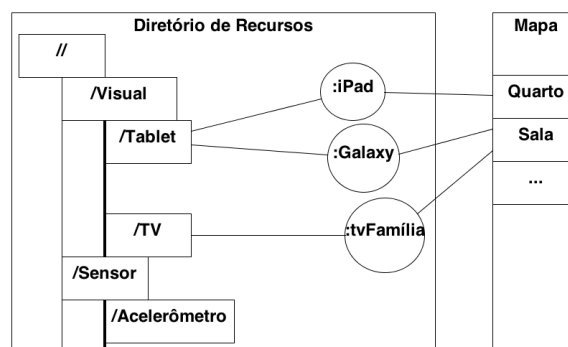 Diretório de Recursos
Mapa
//
/Visual
:iPad
Quarto
/Tablet
Sala
:Galaxy
...
/TV
:tvFamília
/Sensor
/Acelerômetro